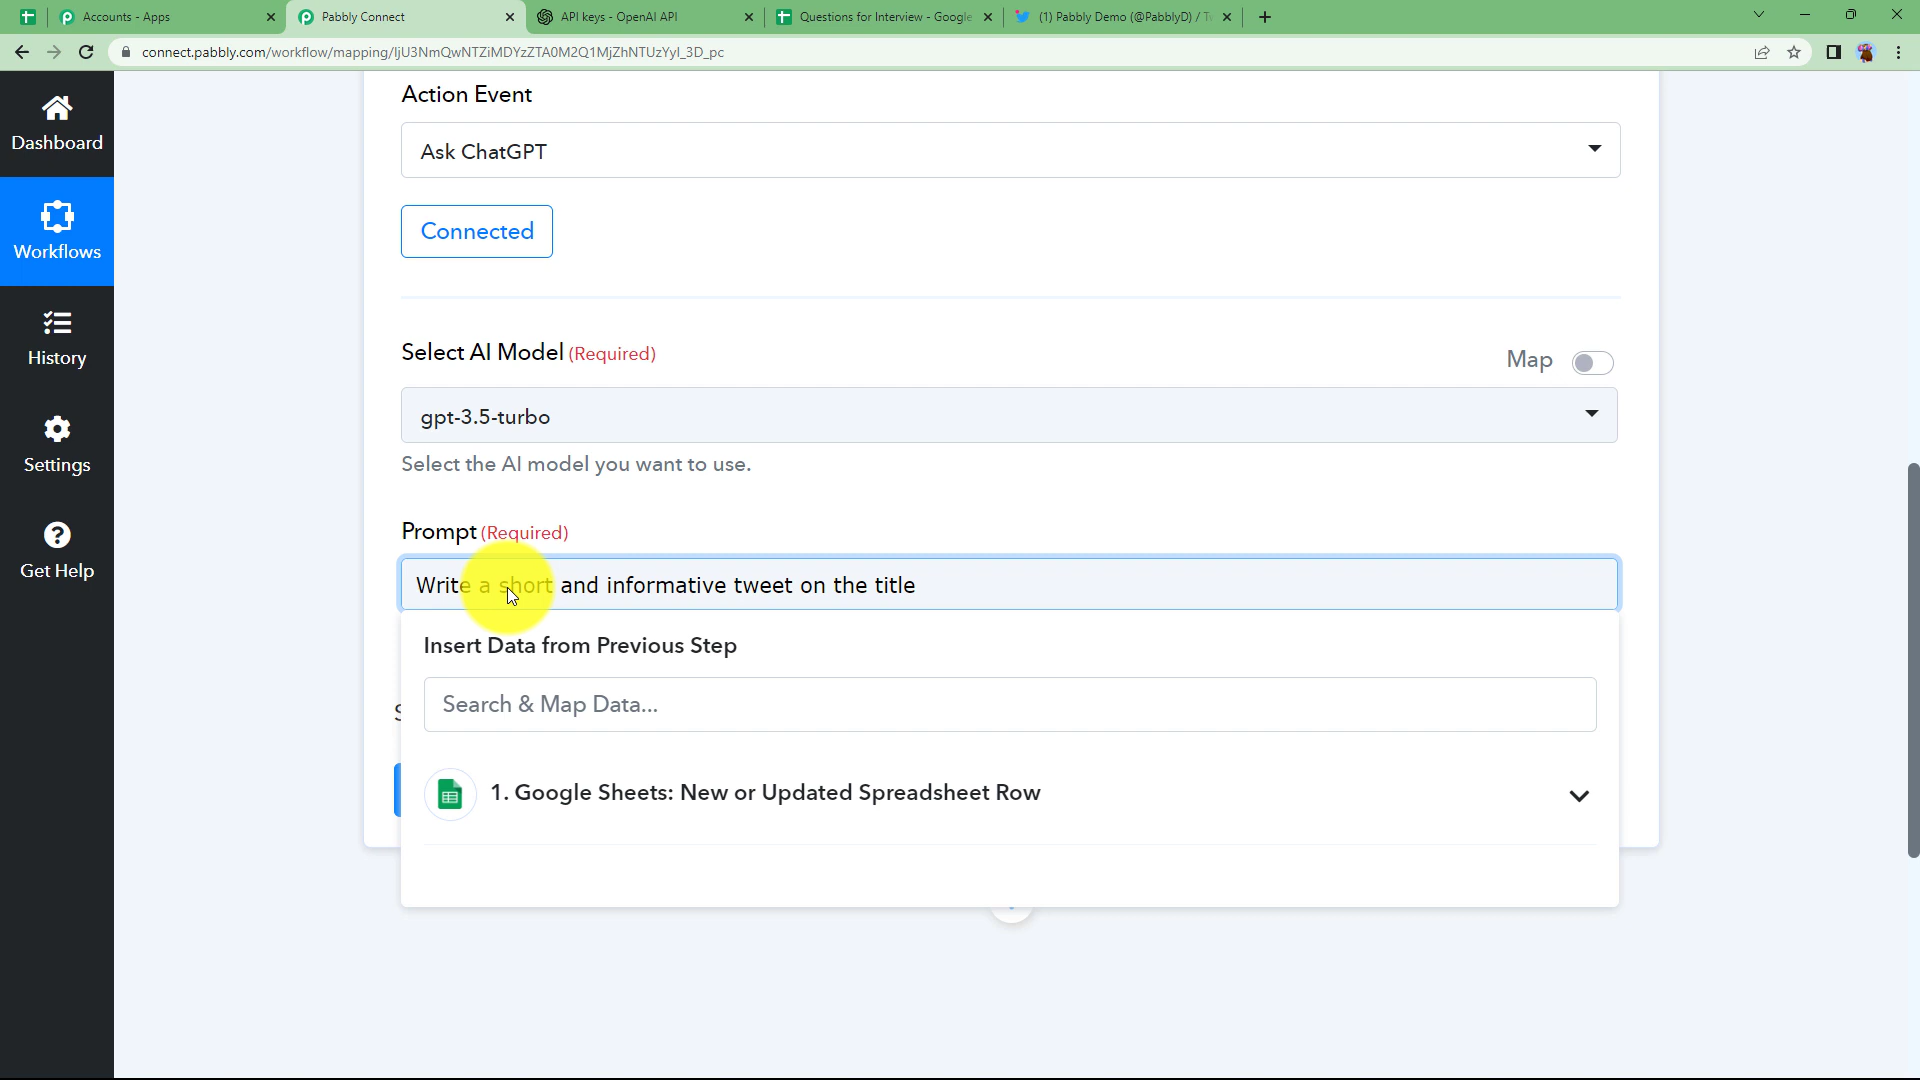 Accounts - Apps
Pabbly Connect
API keys - OpenAI API
Questions for Interview - Google
(1) Pabbly Demo (@PabblyD) / Tw
connect.pabbly.com/workflow/mapping/IjU3NmQwNTZiMDYzZTA0M2Q1MjZhNTUzYyI_3D_pc
Dashboard
Workflows
History
Settings
Get Help
Action Event
Ask ChatGPT
Connected
Select AI Model (Required)
Map
gpt-3.5-turbo
Select the AI model you want to use.
Prompt (Required)
Write a short and informative tweet on the title
Insert Data from Previous Step
Search & Map Data...
1. Google Sheets: New or Updated Spreadsheet Row